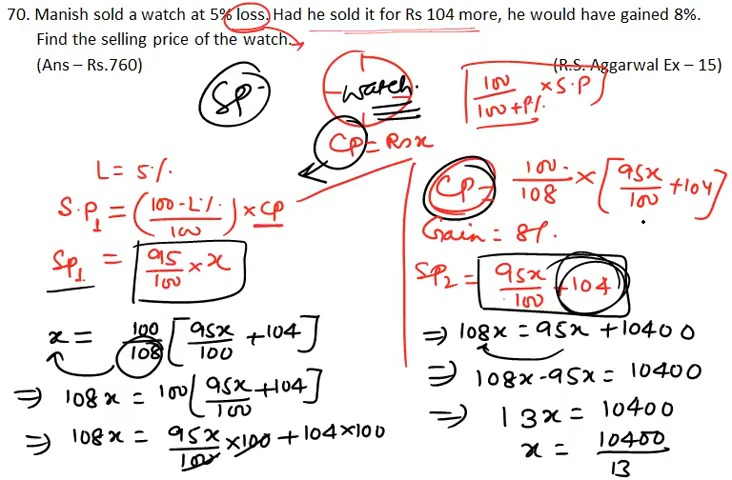 70. Manish sold a watch at 5% loss. Had he sold it for Rs 104 more, he would have gained 8%.
Find the selling price of the watch.
(Ans – Rs.760)
(R.S. Aggarwal Ex – 15)
SP
Watch.
100/(100+P%) × S.P
CP = Rs x
L = 5%
S.P₁ = ((100-L%)/100) × CP
SP₁ = 95/100 × x
x = 100/108 [95x/100 + 104]
⇒ 108x = 100[95x/100 + 104]
⇒ 108x = 95x/100 × 100 + 104×100
CP = 100/108 × [95x/100 + 104]
Gain = 8%
SP₂ = 95x/100 + 104
⇒ 108x = 95x + 10400
⇒ 108x - 95x = 10400
⇒ 13x = 10400
x = 10400/13